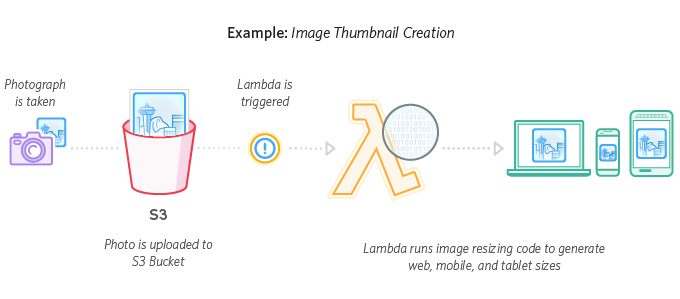 Example: Image Thumbnail Creation
Photograph
is taken
Lambda is
triggered
S3
Photo is uploaded to
S3 Bucket
Lambda runs image resizing code to generate
web, mobile, and tablet sizes